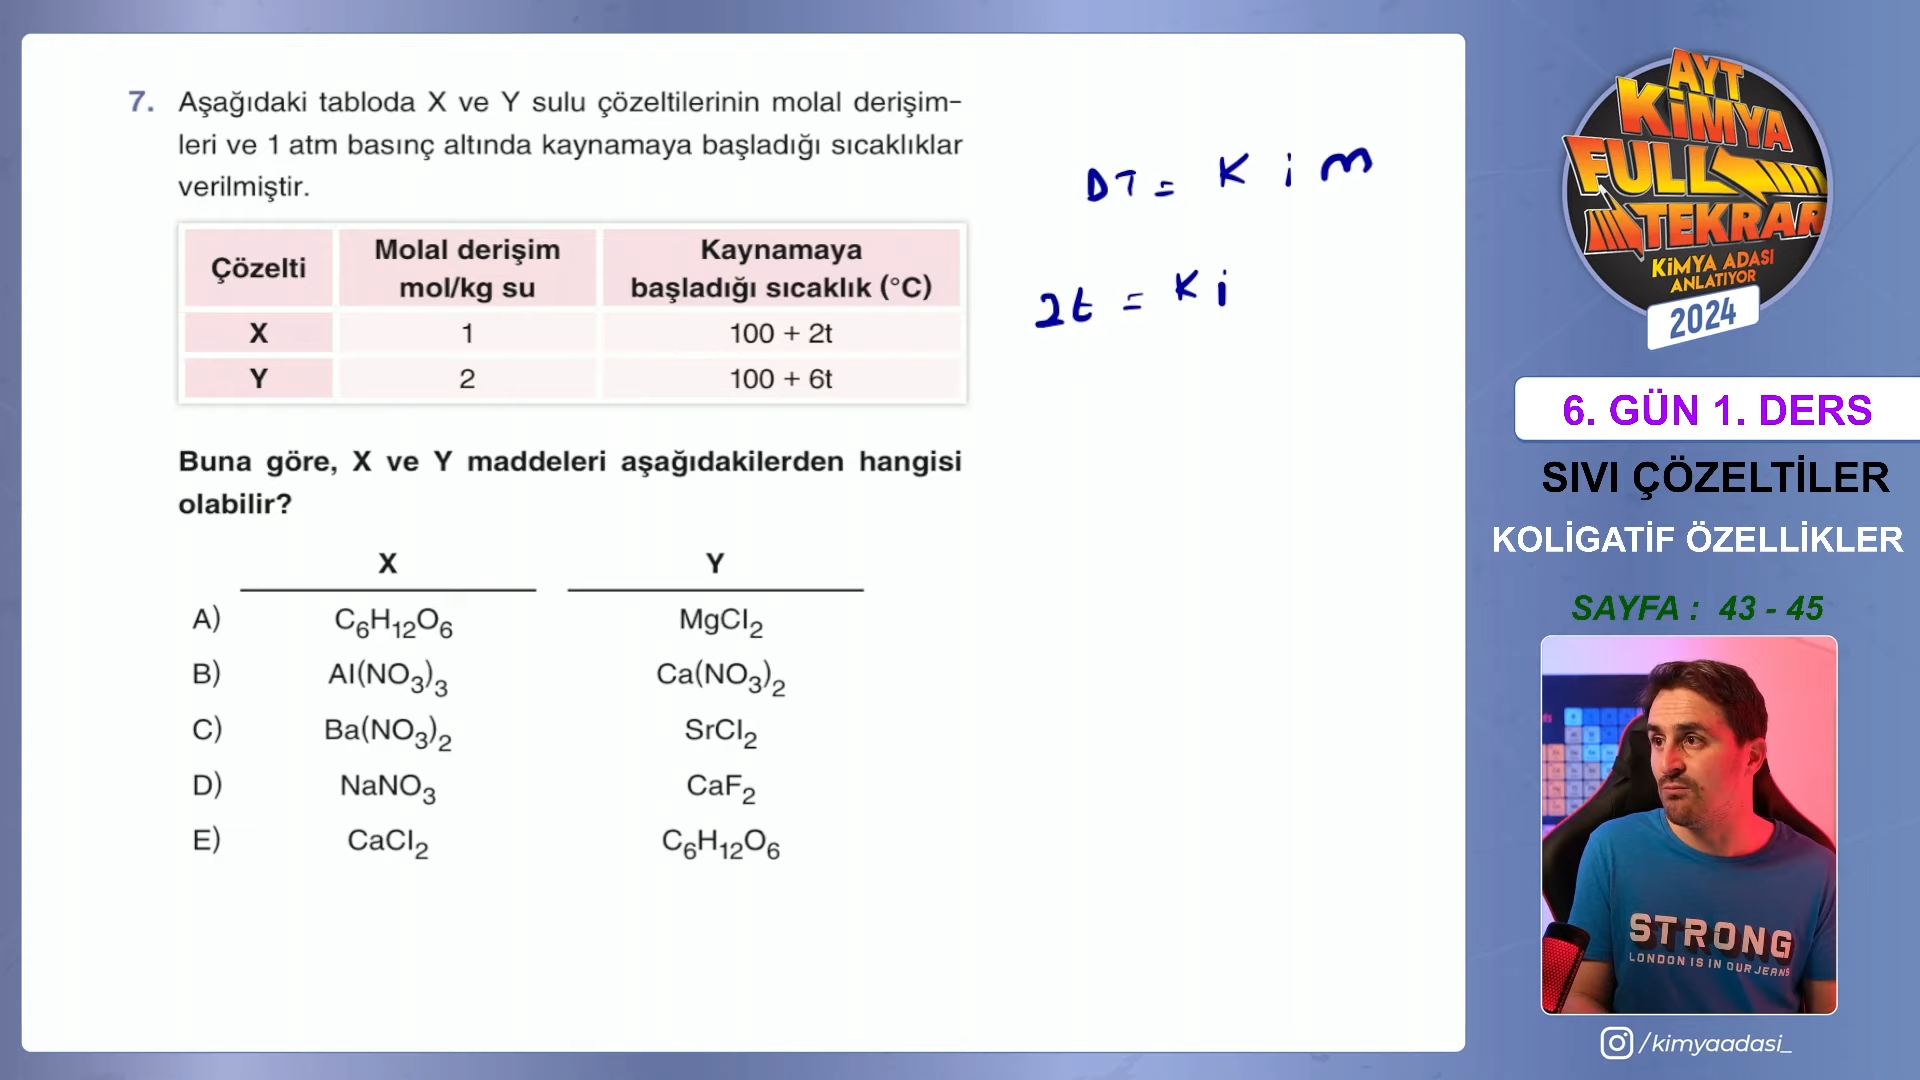 7. Aşağıdaki tabloda X ve Y sulu çözeltilerinin molal derişim-
leri ve 1 atm basınç altında kaynamaya başladığı sıcaklıklar
verilmiştir.
Çözelti Molal derişim mol/kg su Kaynamaya başladığı sıcaklık (°C)
X 1 100 + 2t
Y 2 100 + 6t
Buna göre, X ve Y maddeleri aşağıdakilerden hangisi
olabilir?
X Y
A) C₆H₁₂O₆ MgCl₂
B) Al(NO₃)₃ Ca(NO₃)₂
C) Ba(NO₃)₂ SrCl₂
D) NaNO₃ CaF₂
E) CaCl₂ C₆H₁₂O₆
DT = K i m
2t = K i
AYT
KİMYA
FULL
TEKRAR
KİMYA ADASI
ANLATIYOR
2024
6. GÜN 1. DERS
SIVI ÇÖZELTİLER
KOLİGATİF ÖZELLİKLER
SAYFA : 43 - 45
STRONG
LONDON IS IN OUR JEANS
/kimyaadasi_